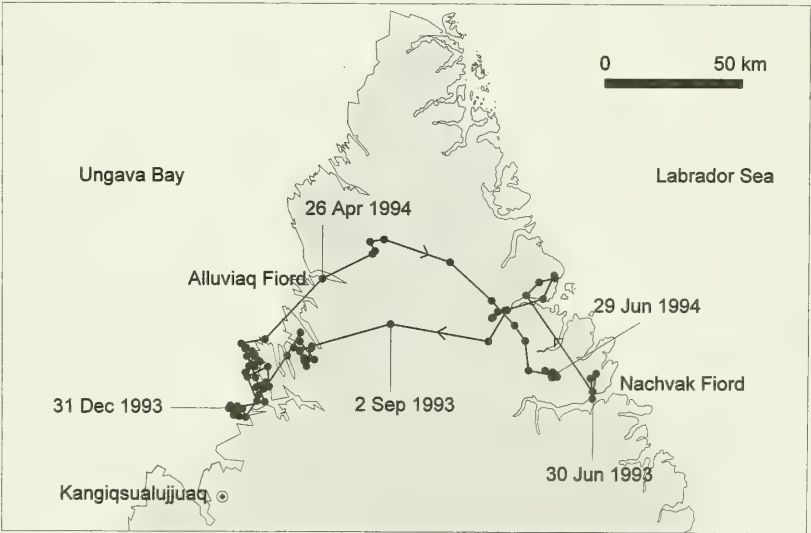 0 50 km
Ungava Bay
Labrador Sea
26 Apr 1994
Alluviaq Fiord
29 Jun 1994
Nachvak Fiord
31 Dec 1993
2 Sep 1993
30 Jun 1993
Kangiqsualujjuaq